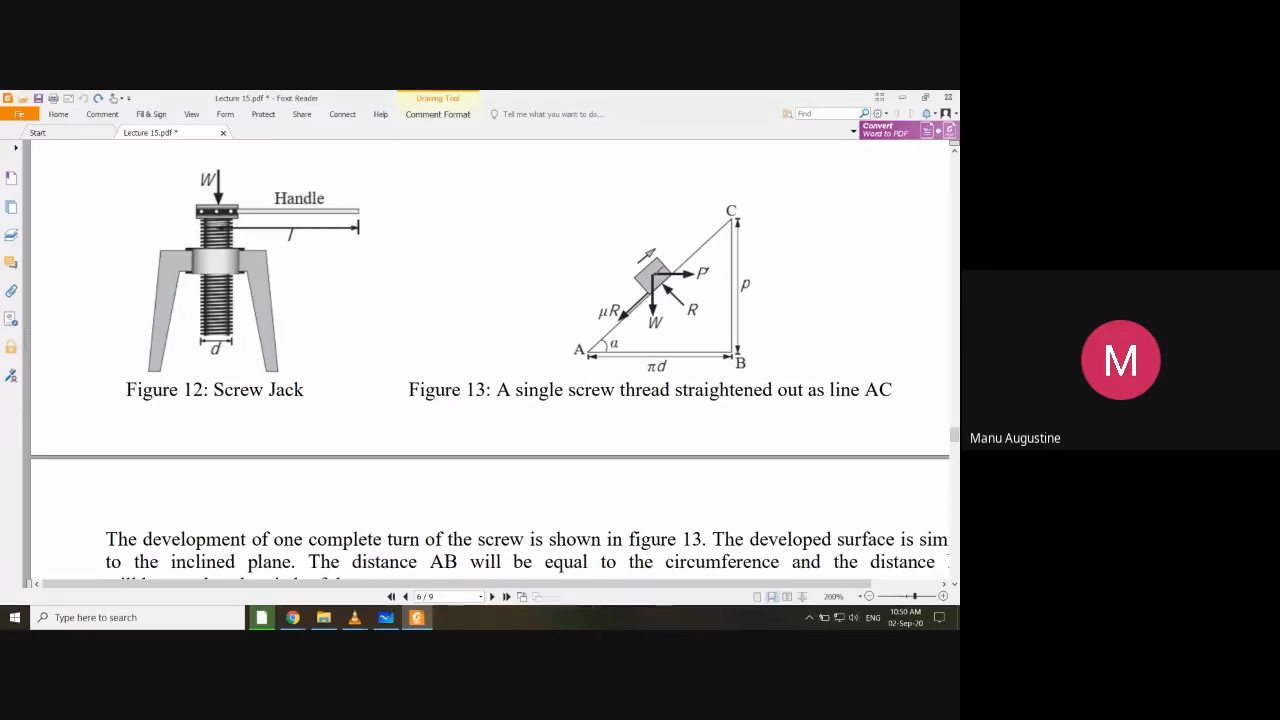 Lecture 15.pdf * - Foxit Reader
Drawing Tool
File
Home
Comment
Fill & Sign
View
Form
Protect
Share
Connect
Help
Comment Format
Tell me what you want to do...
Find
Start
Lecture 15.pdf *
Convert
Word to PDF
W
Handle
l
d
Figure 12: Screw Jack
C
P'
p
μR
R
W
A
α
B
πd
Figure 13: A single screw thread straightened out as line AC
The development of one complete turn of the screw is shown in figure 13. The developed surface is sim
to the inclined plane. The distance AB will be equal to the circumference and the distance
6 / 9
200%
Type here to search
ENG
10:50 AM
02-Sep-20
M
Manu Augustine